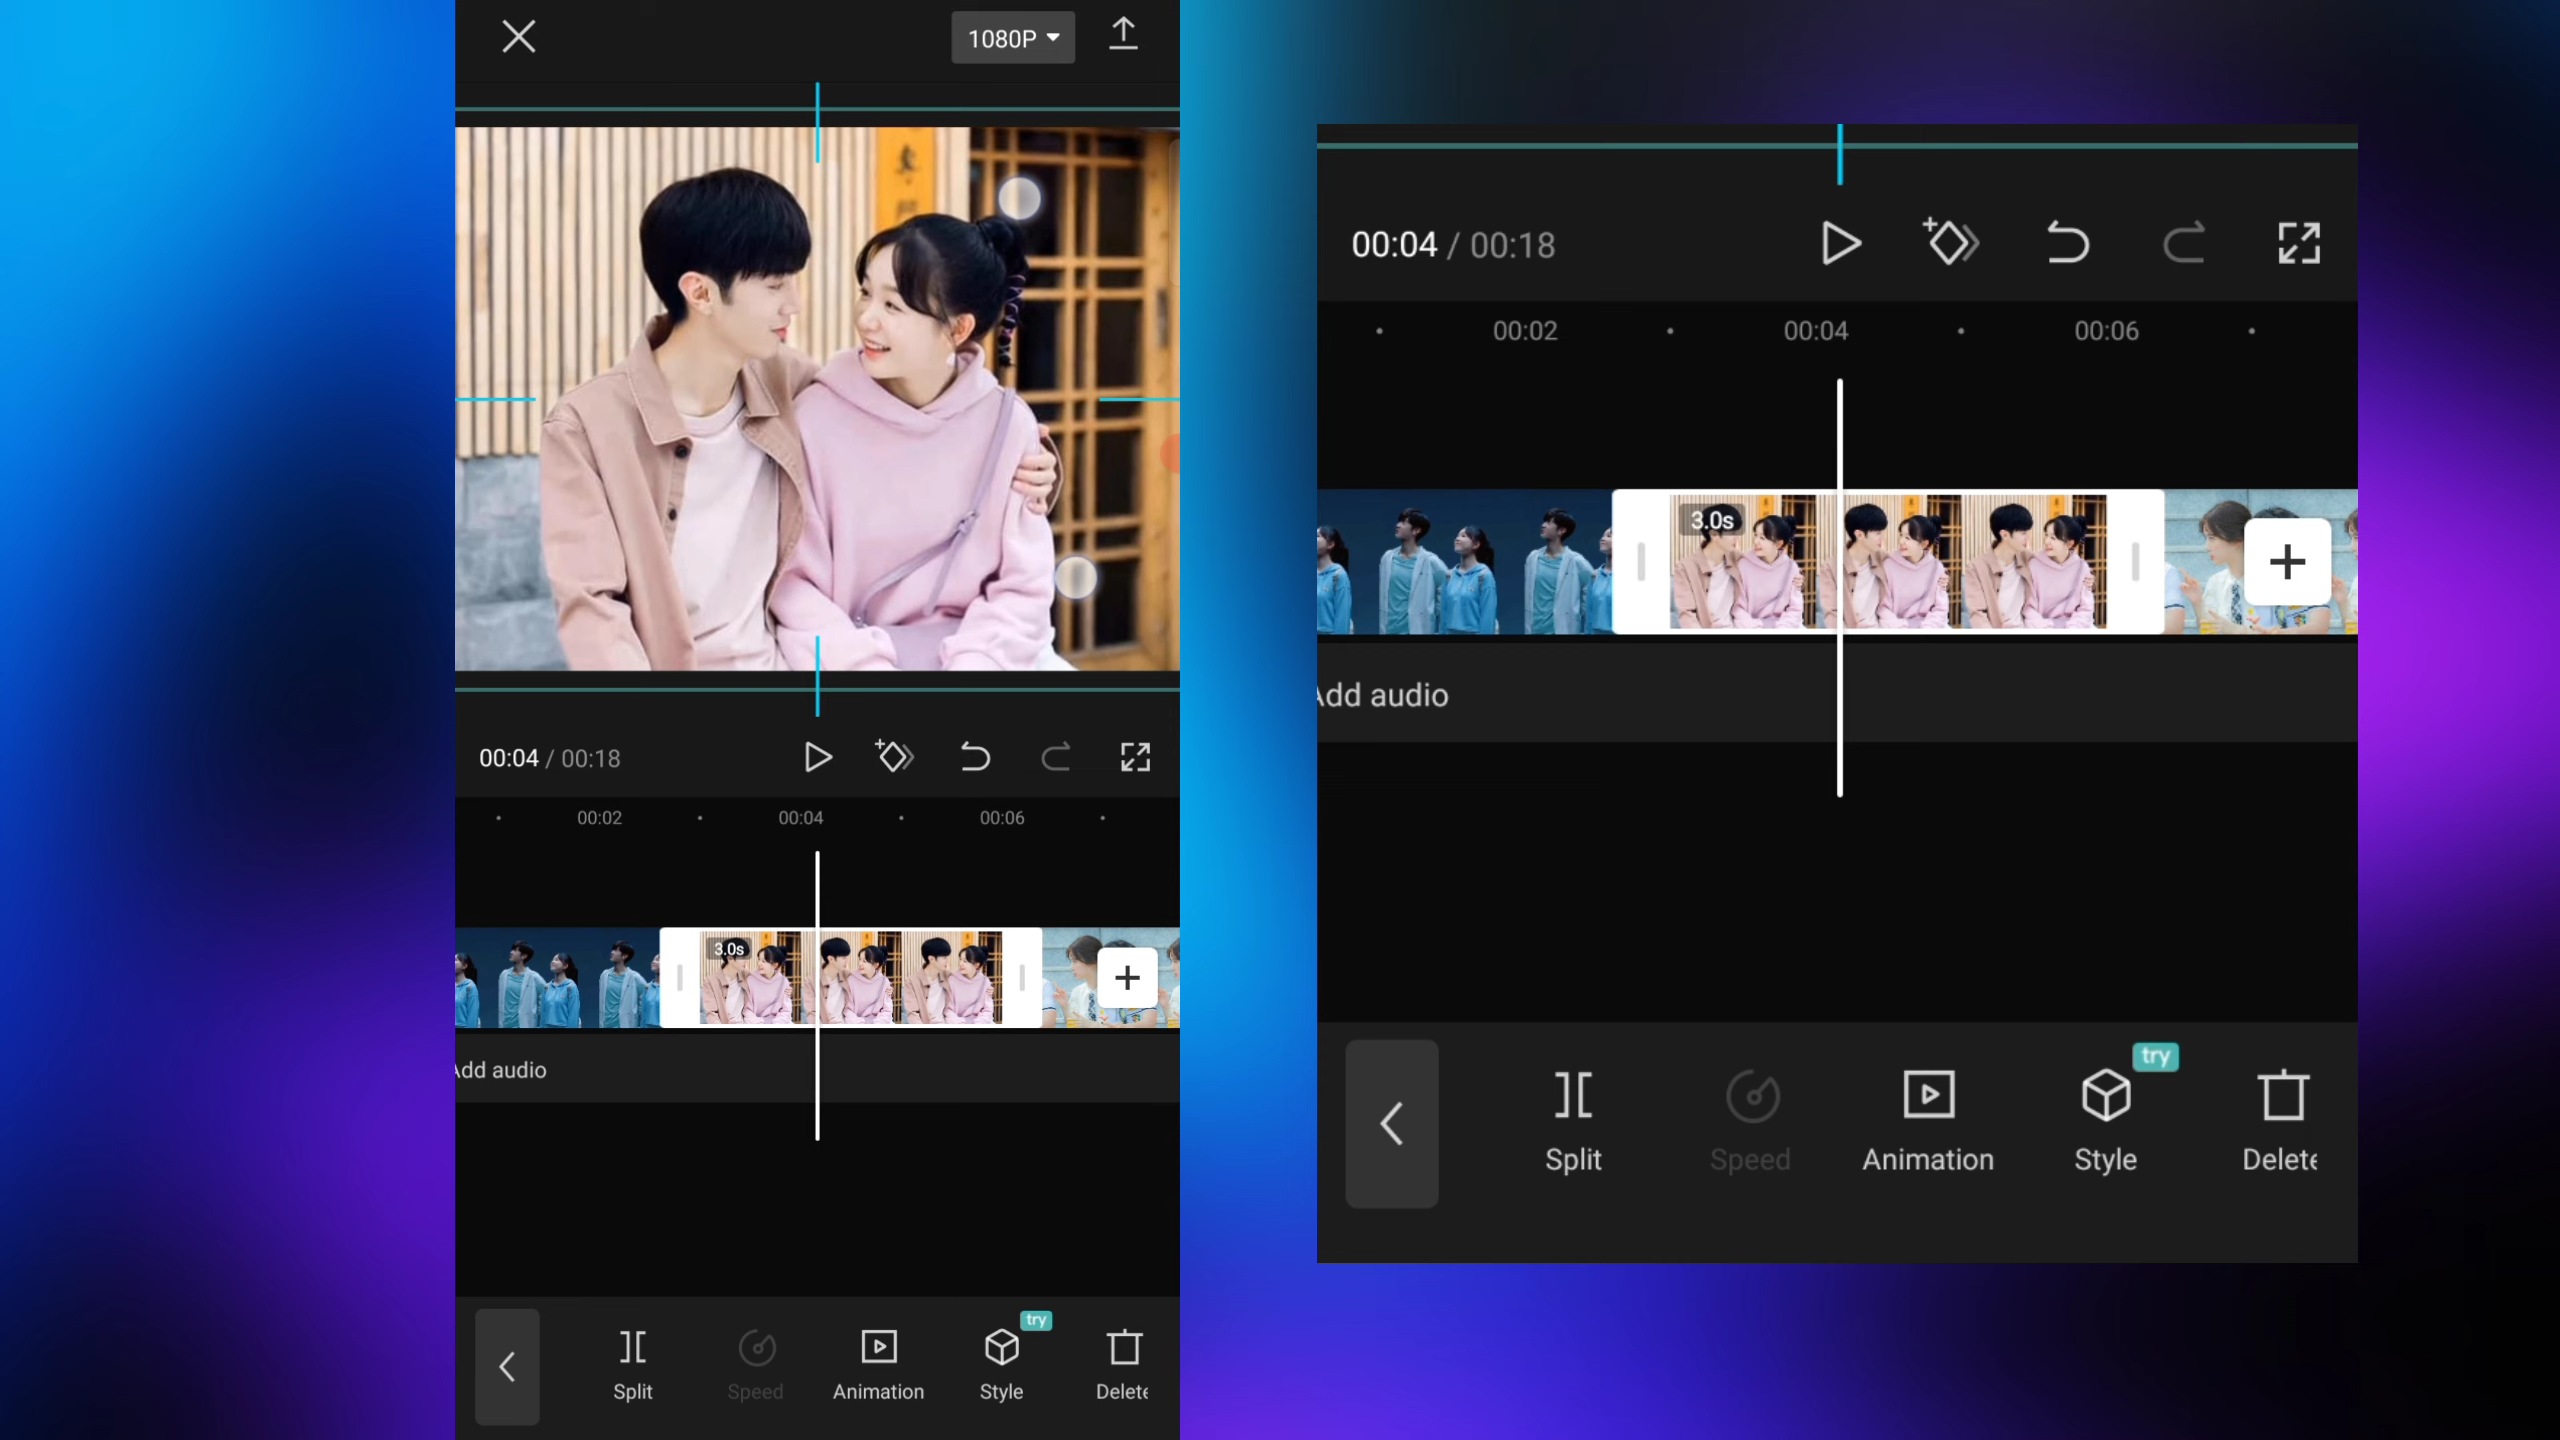 1080P
00:04 / 00:18
00:02
00:04
00:06
3.0s
Add audio
try
Split
Speed
Animation
Style
Delete
00:04 / 00:18
00:02
00:04
00:06
3.0s
Add audio
try
Split
Speed
Animation
Style
Delete